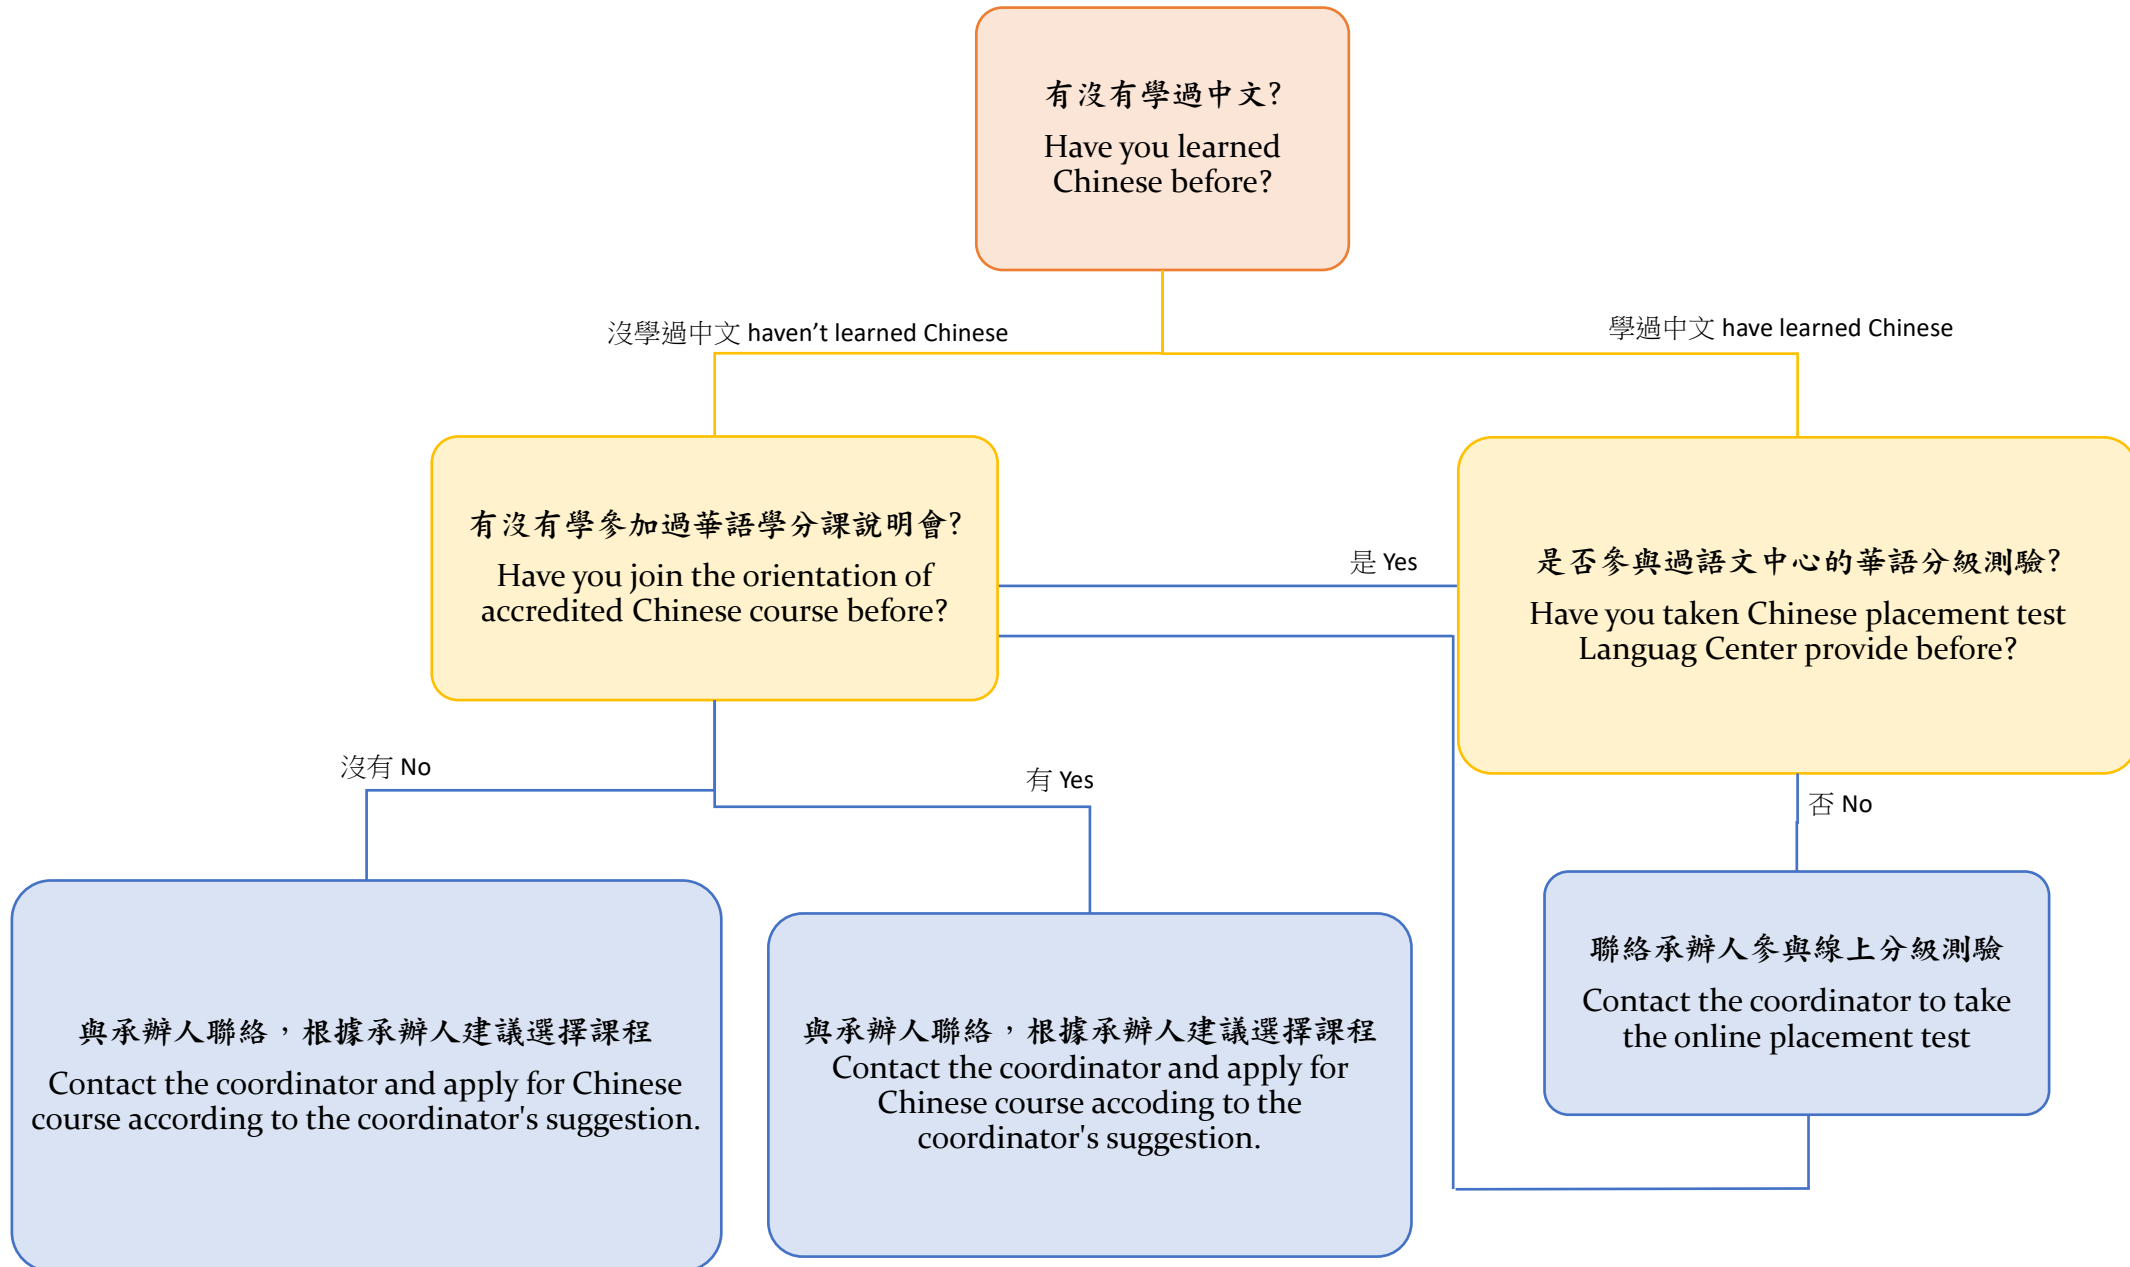 有沒有學過中文?
Have you learned
Chinese before?
沒學過中文 haven't learned Chinese
學過中文 have learned Chinese
有沒有學參加過華語學分課說明會?
Have you join the orientation of
accredited Chinese course before?
是 Yes
是否參與過語文中心的華語分級測驗?
Have you taken Chinese placement test
Languag Center provide before?
沒有 No
有 Yes
否 No
與承辦人聯絡，根據承辦人建議選擇課程
Contact the coordinator and apply for Chinese
course according to the coordinator's suggestion.
與承辦人聯絡，根據承辦人建議選擇課程
Contact the coordinator and apply for
Chinese course accoding to the
coordinator's suggestion.
聯絡承辦人參與線上分級測驗
Contact the coordinator to take
the online placement test